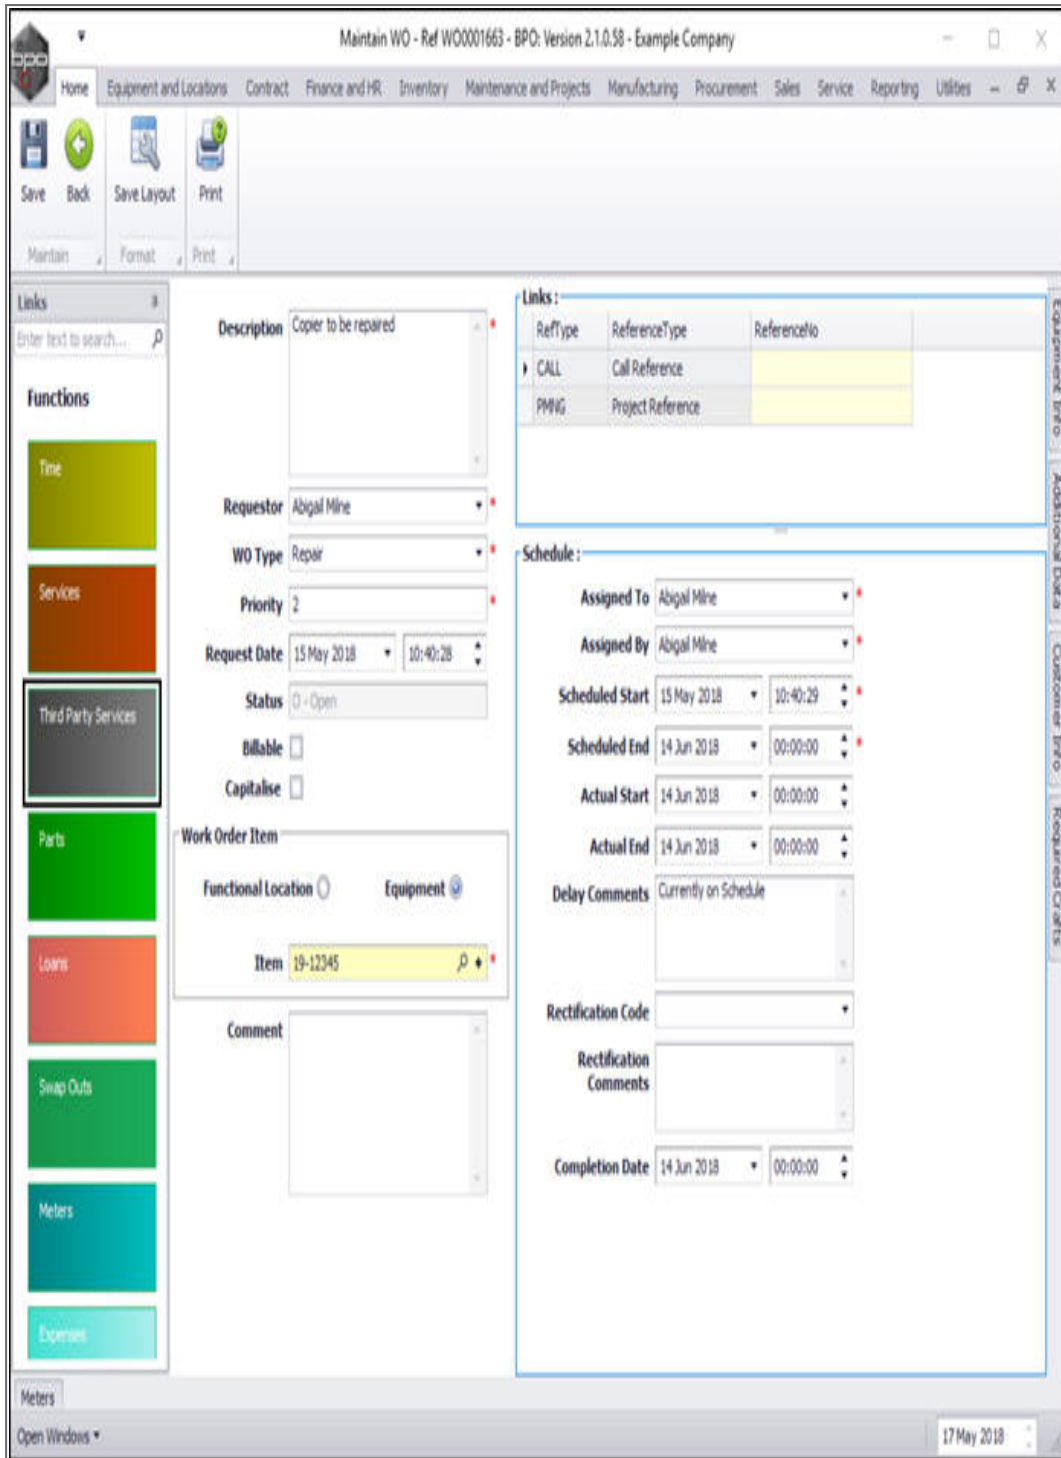 Maintain WO - Ref WO0001663 - BPO: Version 2.1.0.58 - Example Company
bpo
Home Equipment and Locations Contract Finance and HR Inventory Maintenance and Projects Manufacturing Procurement Sales Service Reporting Utilities
Save Back Save Layout Print
Maintain Format Print
Links
Enter text to search...
Functions
Time
Services
Third Party Services
Parts
Loans
Swap Outs
Meters
Expenses
Description Copier to be repaired *
Requestor Abigail Milne *
WO Type Repair *
Priority 2 *
Request Date 15 May 2018 10:40:28
Status O - Open
Billable
Capitalise
Work Order Item
Functional Location Equipment
Item 19-12345 *
Comment
Links :
RefType ReferenceType ReferenceNo
CALL Call Reference
PMNG Project Reference
Schedule :
Assigned To Abigail Milne *
Assigned By Abigail Milne *
Scheduled Start 15 May 2018 10:40:29 *
Scheduled End 14 Jun 2018 00:00:00 *
Actual Start 14 Jun 2018 00:00:00
Actual End 14 Jun 2018 00:00:00
Delay Comments Currently on Schedule
Rectification Code
Rectification
Comments
Completion Date 14 Jun 2018 00:00:00
Equipment Info
Additional Data
Customer Info
Required Crafts
Meters
Open Windows
17 May 2018